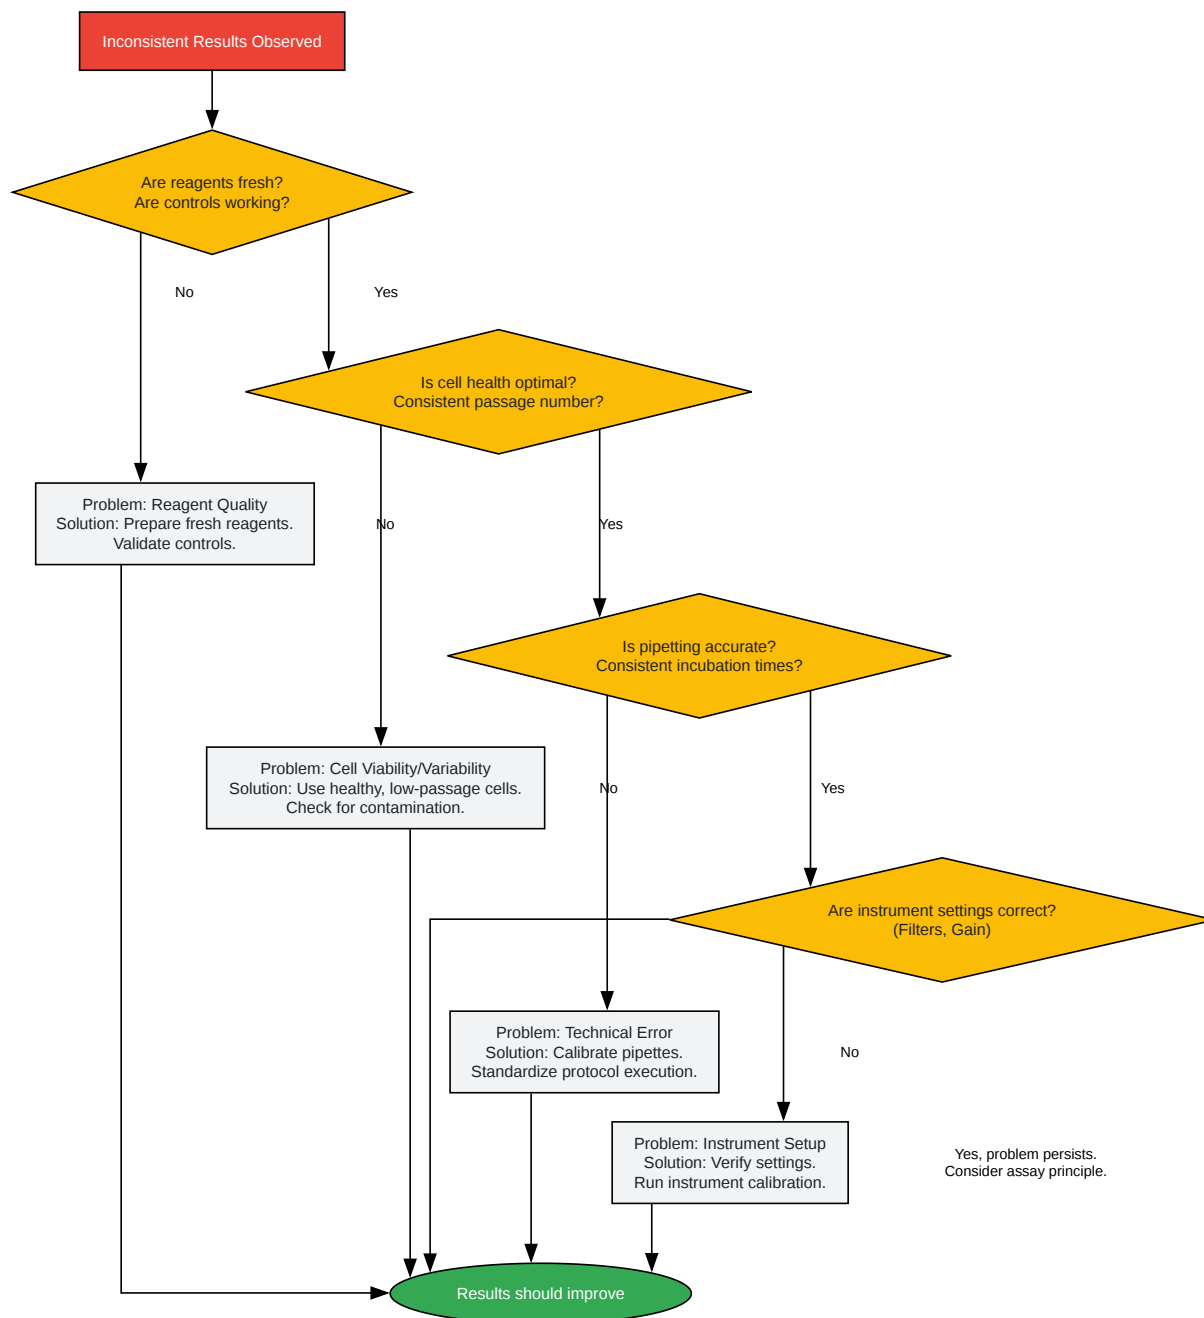 Inconsistent Results Observed
Are reagents fresh?
Are controls working?
No
Yes
Is cell health optimal?
Consistent passage number?
Problem: Reagent Quality
Solution: Prepare fresh reagents.
Validate controls.
No
Yes
Is pipetting accurate?
Consistent incubation times?
Problem: Cell Viability/Variability
Solution: Use healthy, low-passage cells.
Check for contamination.
No
Yes
Are instrument settings correct?
(Filters, Gain)
Problem: Technical Error
Solution: Calibrate pipettes.
Standardize protocol execution.
No
Problem: Instrument Setup
Solution: Verify settings.
Run instrument calibration.
Yes, problem persists.
Consider assay principle.
Results should improve